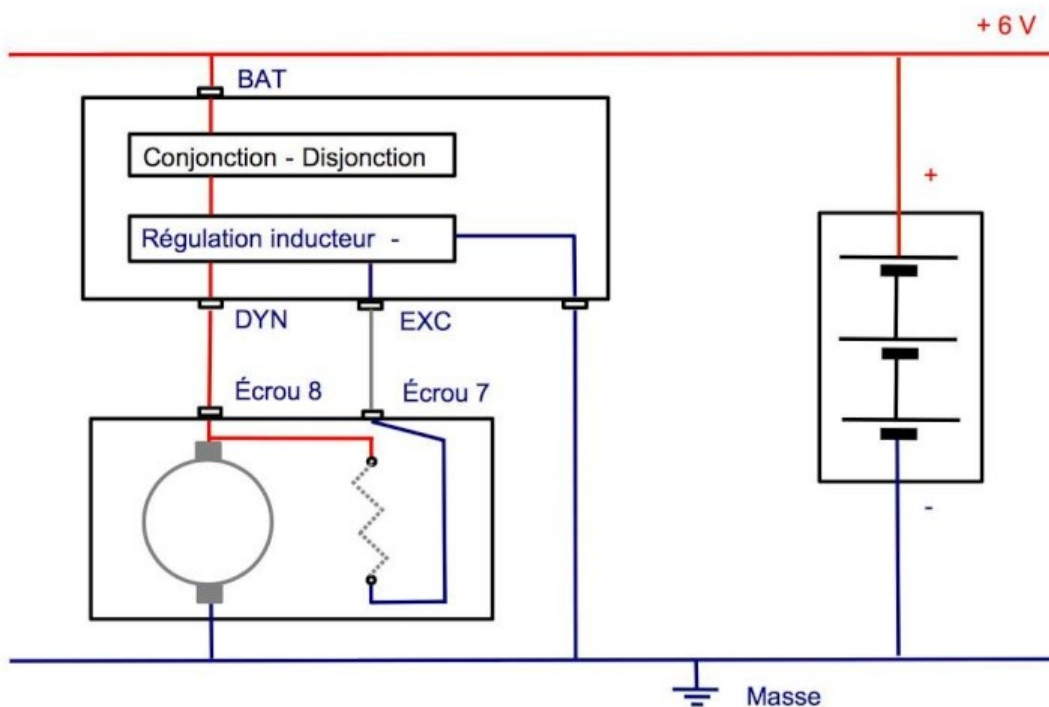 + 6 V
BAT
Conjonction - Disjonction
+
Régulation inducteur -
DYN
EXC
Écrou 8
Écrou 7
-
Masse